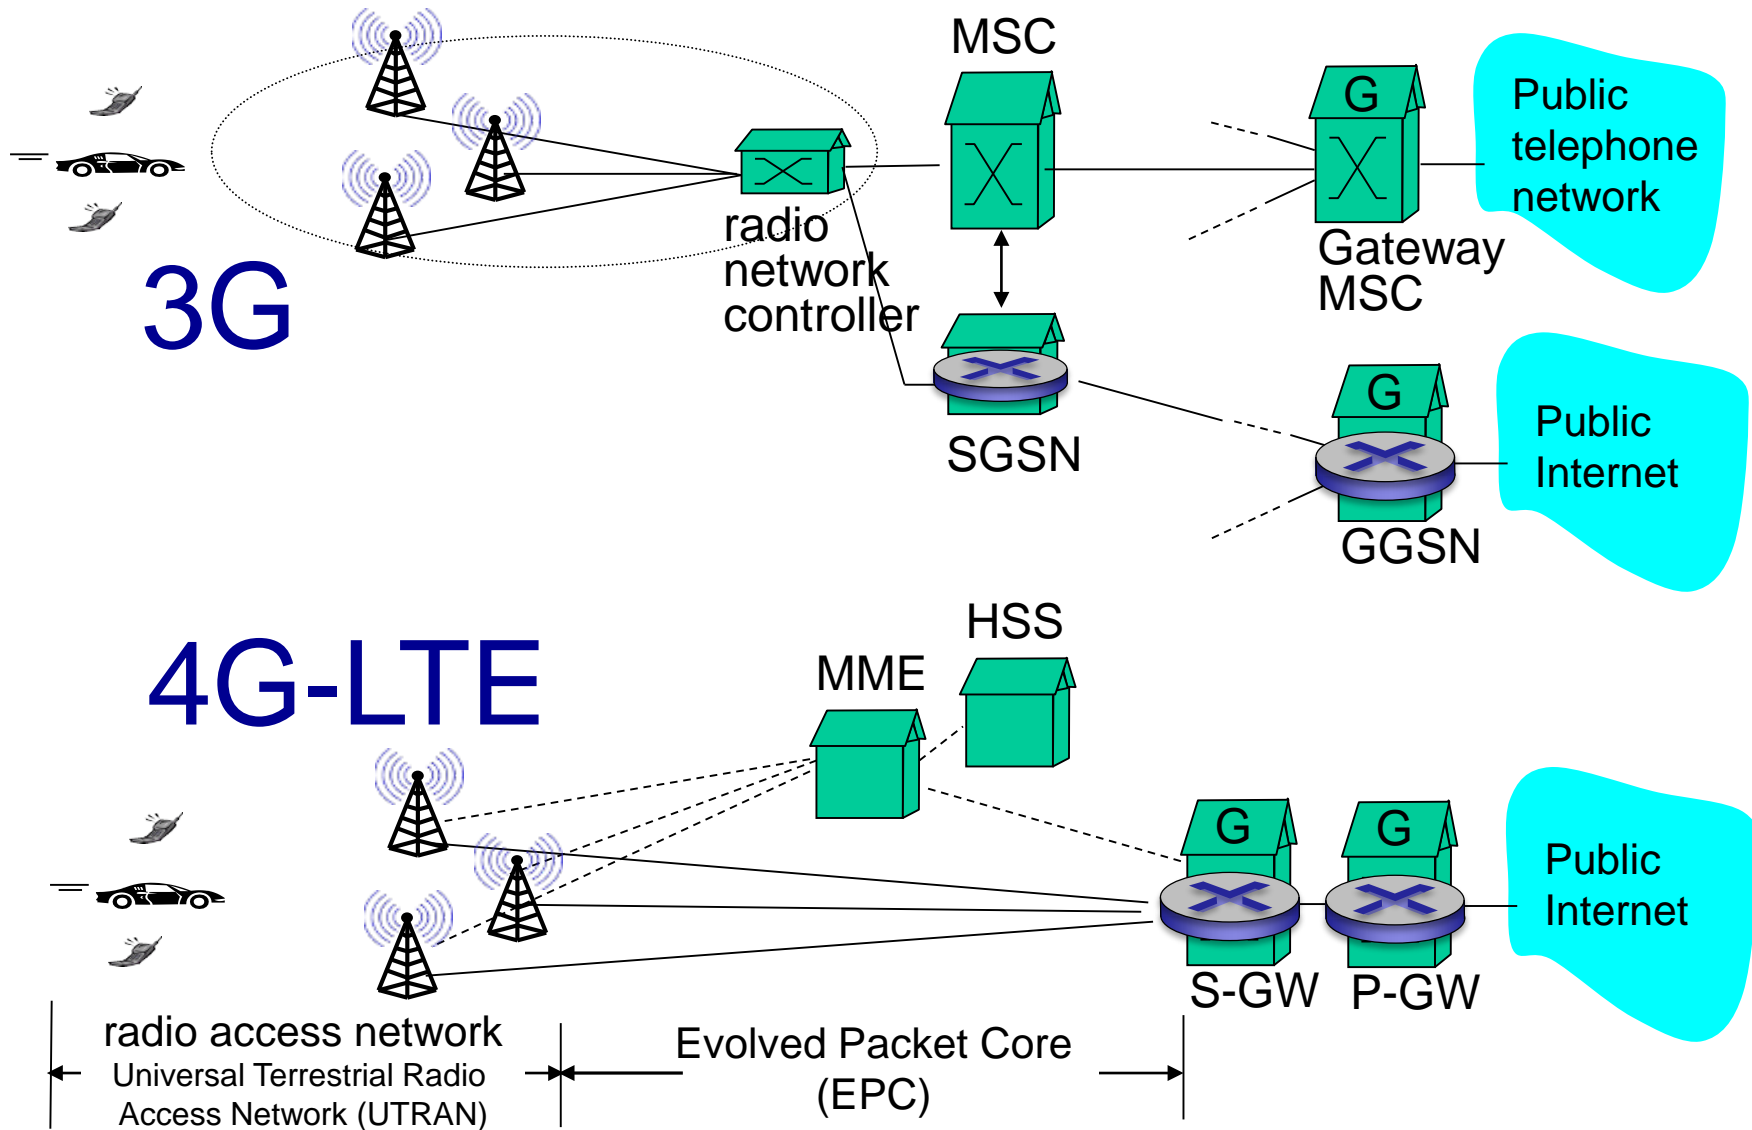 MSC
G
Public
telephone
network
radio
network
controller
Gateway
MSC
3G
G
SGSN
Public
Internet
GGSN
HSS
4G-LTE
MME
G
G
Public
Internet
S-GW
P-GW
radio access network
Universal Terrestrial Radio
Access Network (UTRAN)
Evolved Packet Core
(EPC)